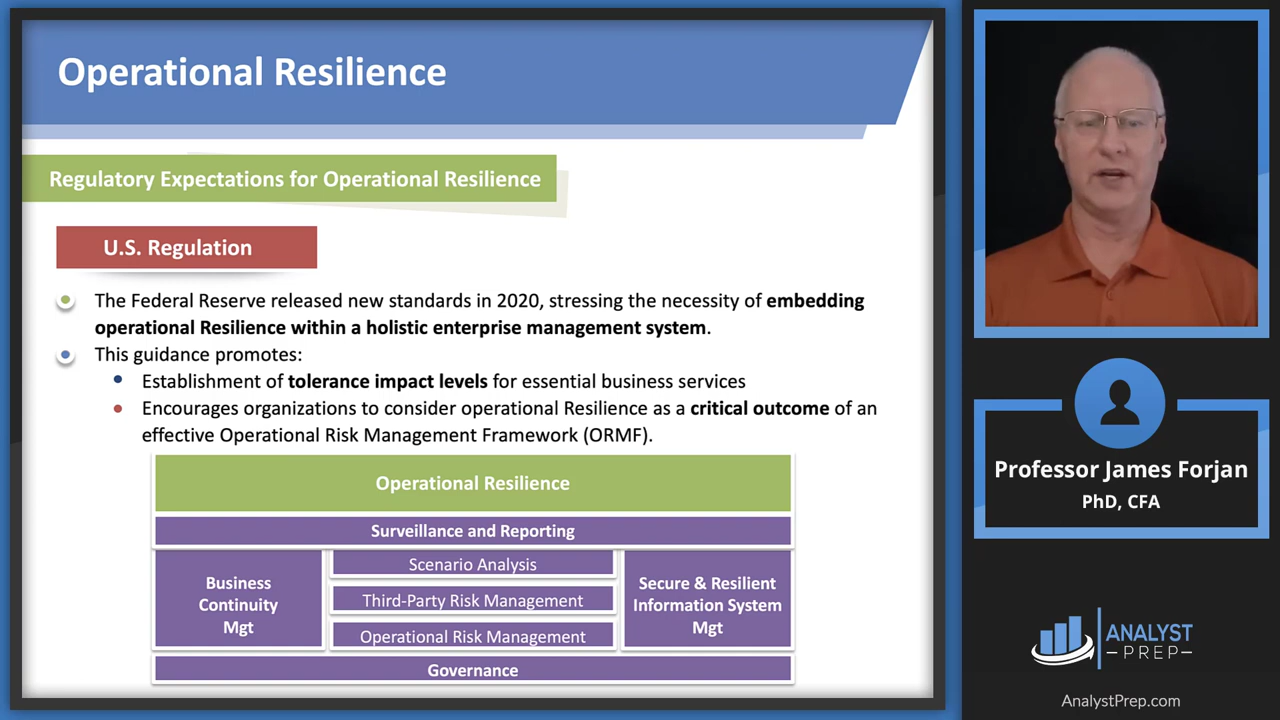 Operational Resilience
Regulatory Expectations for Operational Resilience
U.S. Regulation
The Federal Reserve released new standards in 2020, stressing the necessity of embedding
operational Resilience within a holistic enterprise management system.
This guidance promotes:
Establishment of tolerance impact levels for essential business services
Encourages organizations to consider operational Resilience as a critical outcome of an
effective Operational Risk Management Framework (ORMF).
Operational Resilience
Surveillance and Reporting
Business
Continuity
Mgt
Scenario Analysis
Third-Party Risk Management
Operational Risk Management
Secure & Resilient
Information System
Mgt
Governance
Professor James Forjan
PhD, CFA
ANALYST
PREP
AnalystPrep.com